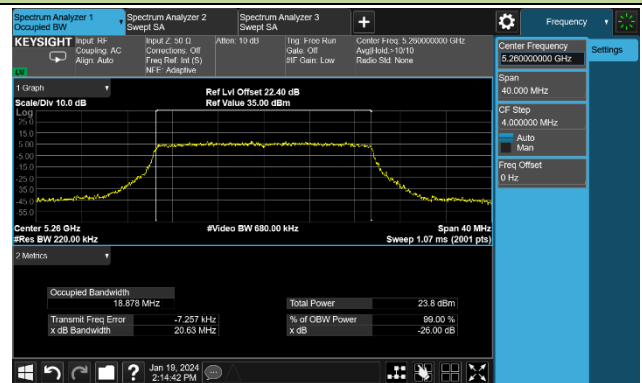 Spectrum Analyzer 1
Occupied BW
Spectrum Analyzer 2
Swept SA
Spectrum Analyzer 3
Swept SA
+
Frequency
KEYSIGHT
Input: RF
Coupling: AC
Align: Auto
Input Z: 50 Ω
Corrections: Off
Freq Ref: Int (S)
NFE: Adaptive
Atten: 10 dB
Trig: Free Run
Gate: Off
#IF Gain: Low
Center Freq: 5.260000000 GHz
Avg|Hold:>10/10
Radio Std: None
Center Frequency
5.260000000 GHz
Settings
Span
40.000 MHz
CF Step
4.000000 MHz
Auto
Man
Freq Offset
0 Hz
1 Graph
Scale/Div 10.0 dB
Ref Lvl Offset 22.40 dB
Ref Value 35.00 dBm
Log
25.0
15.0
5.00
-5.00
-15.0
-25.0
-35.0
-45.0
-55.0
Center 5.26 GHz
#Res BW 220.00 kHz
#Video BW 680.00 kHz
Span 40 MHz
Sweep 1.07 ms (2001 pts)
2 Metrics
Occupied Bandwidth
18.878 MHz
Total Power 23.8 dBm
Transmit Freq Error -7.257 kHz
% of OBW Power 99.00 %
x dB Bandwidth 20.63 MHz
x dB -26.00 dB
?
Jan 19, 2024
2:14:42 PM